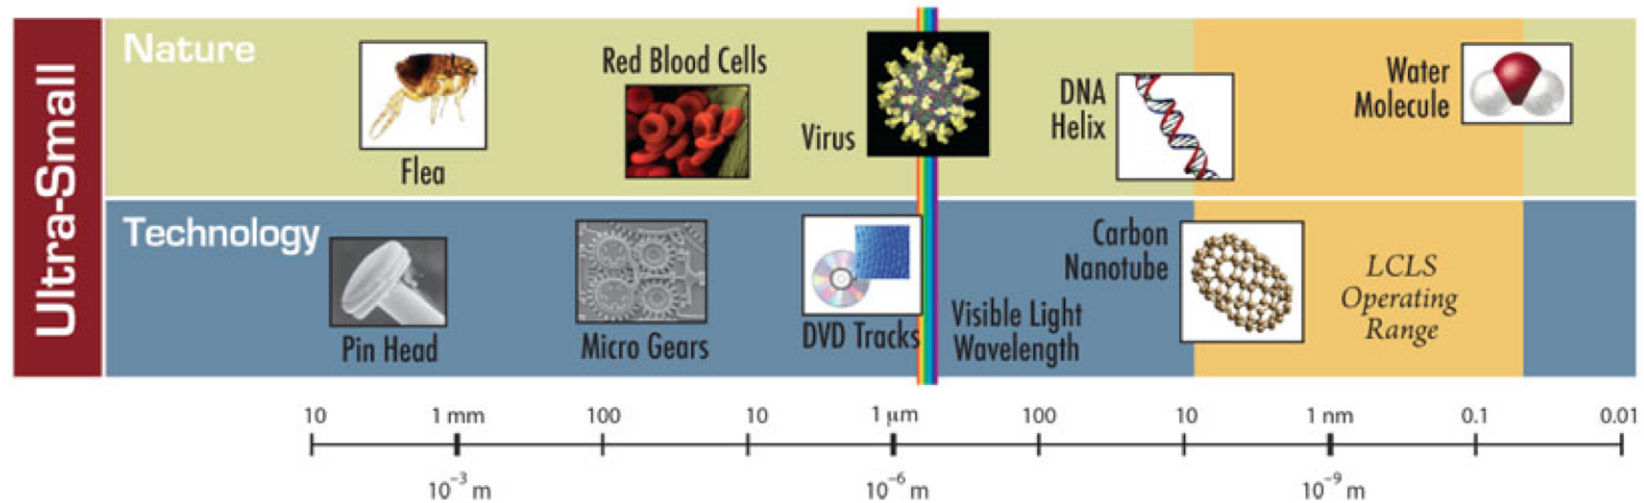 Ultra-Small
Nature
Flea
Red Blood Cells
Virus
DNA
Helix
Water
Molecule
Technology
Pin Head
Micro Gears
DVD Tracks
Visible Light
Wavelength
Carbon
Nanotube
LCLS
Operating
Range
10 1 mm 100 10 1 µm 100 10 1 nm 0.1 0.01
10⁻³ m 10⁻⁶ m 10⁻⁹ m